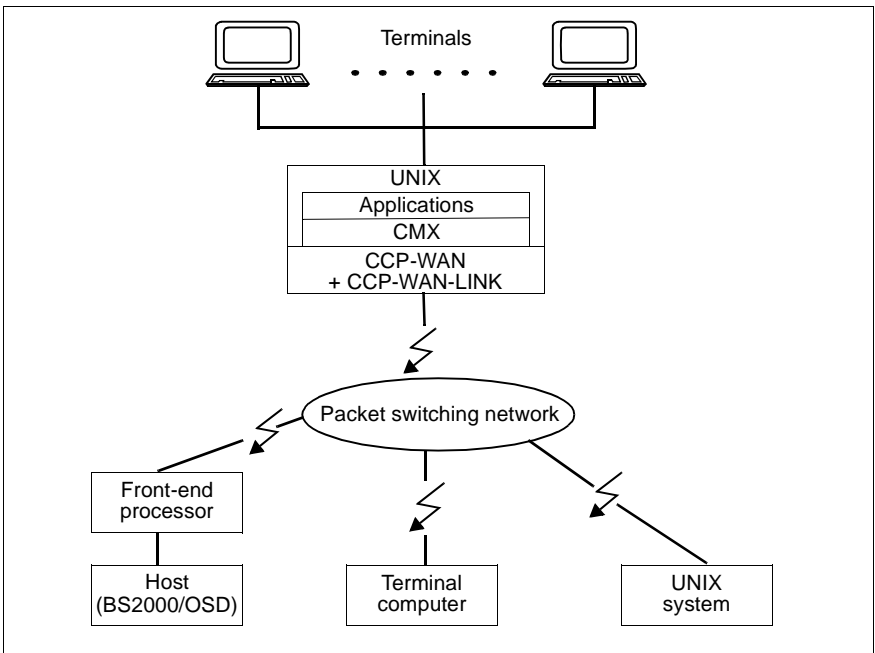 Terminals
UNIX
Applications
CMX
CCP-WAN
+ CCP-WAN-LINK
Packet switching network
Front-end
processor
Host
(BS2000/OSD)
Terminal
computer
UNIX
system